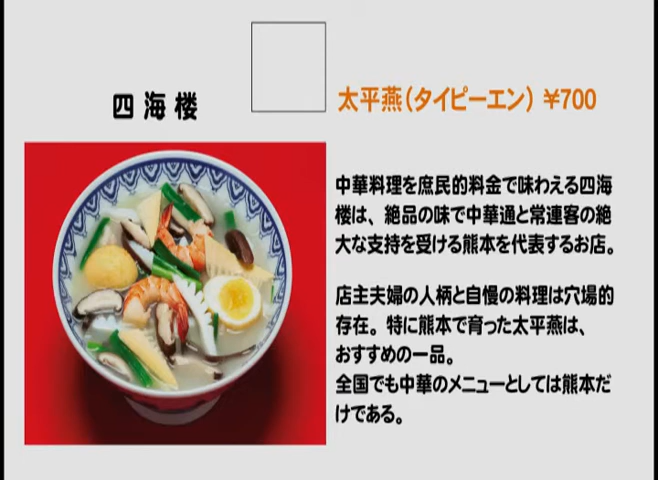 四海楼
太平燕（タイピーエン）￥700
中華料理を庶民的料金で味わえる四海
楼は、絶品の味で中華通と常連客の絶
大な支持を受ける熊本を代表するお店。
店主夫婦の人柄と自慢の料理は穴場的
存在。特に熊本で育った太平燕は、
おすすめの一品。
全国でも中華のメニューとしては熊本だ
けである。